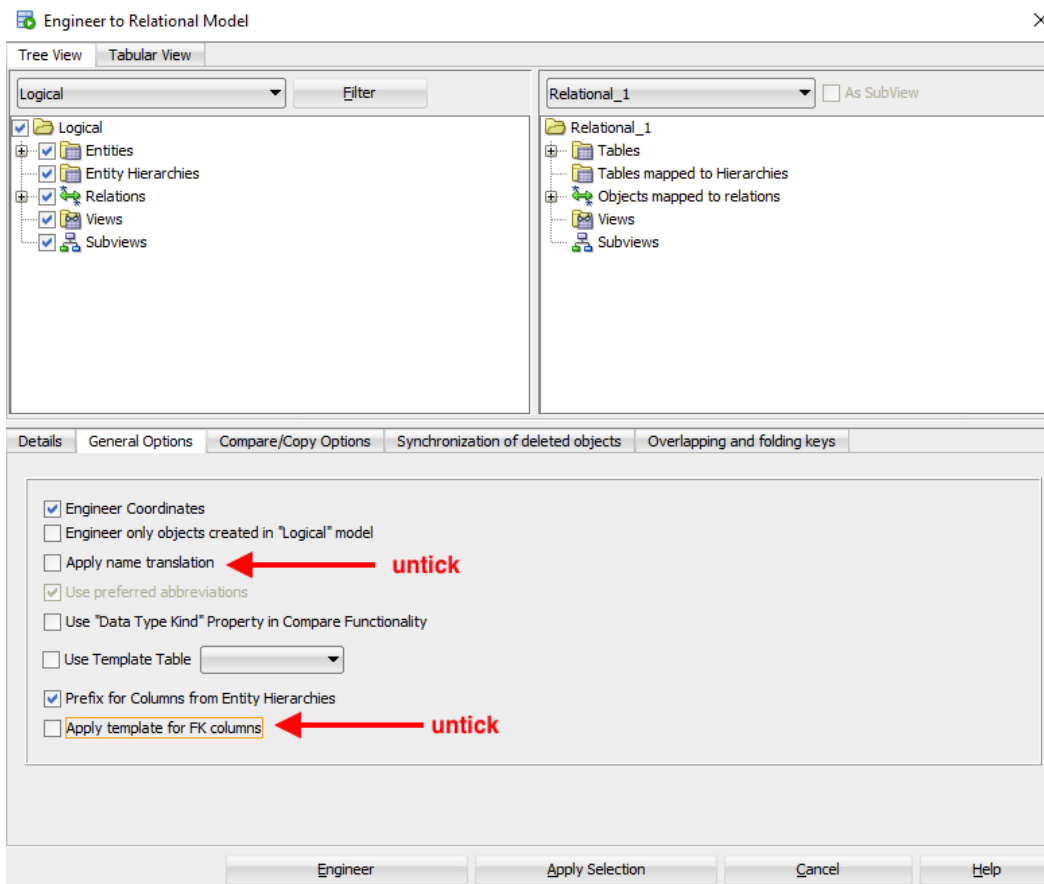 Engineer to Relational Model
Tree View Tabular View
Logical Filter Relational_1 As SubView
Logical
Entities
Entity Hierarchies
Relations
Views
Subviews
Relational_1
Tables
Tables mapped to Hierarchies
Objects mapped to relations
Views
Subviews
Details General Options Compare/Copy Options Synchronization of deleted objects Overlapping and folding keys
Engineer Coordinates
Engineer only objects created in "Logical" model
Apply name translation untick
Use preferred abbreviations
Use "Data Type Kind" Property in Compare Functionality
Use Template Table
Prefix for Columns from Entity Hierarchies
Apply template for FK columns untick
Engineer Apply Selection Cancel Help